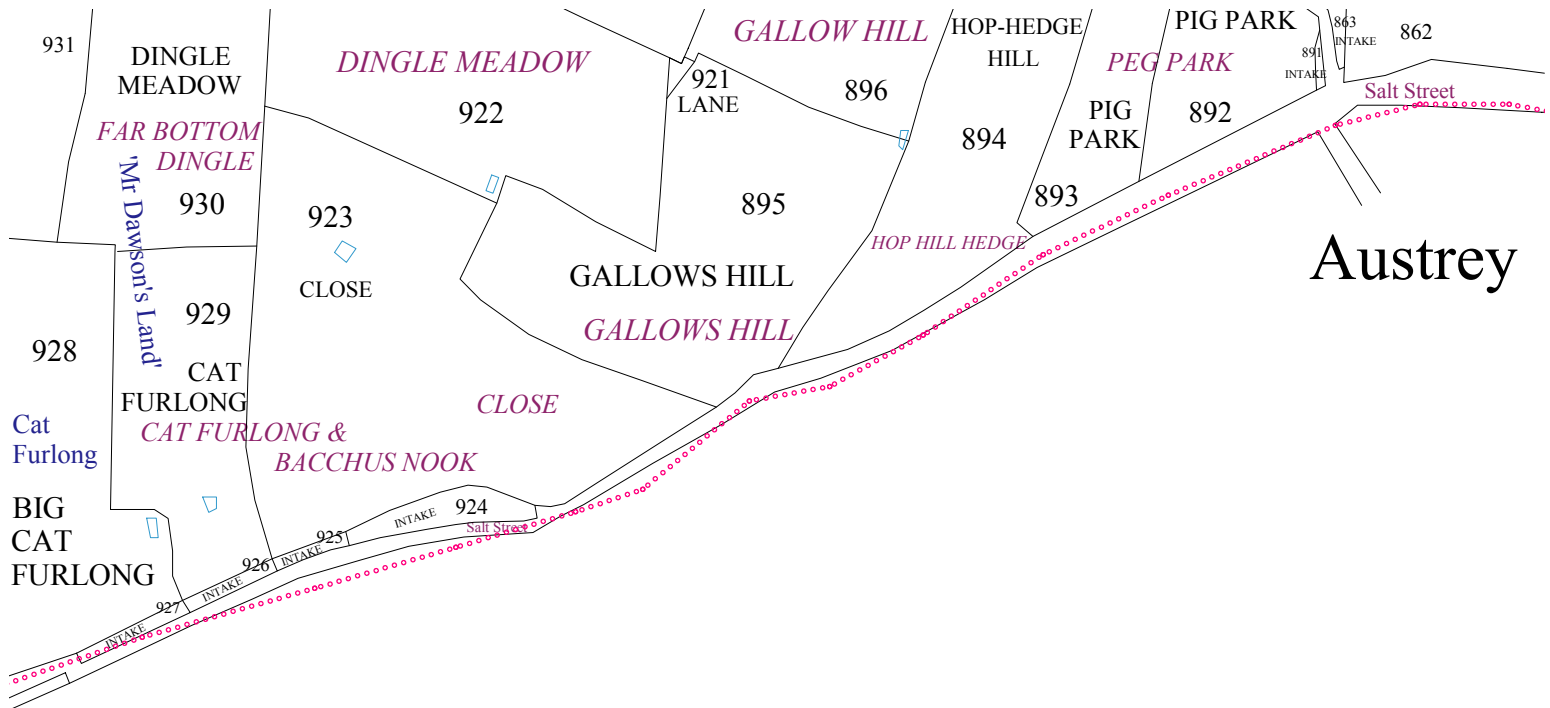 931
DINGLE
MEADOW
FAR BOTTOM
DINGLE
'Mr Dawson's Land'
930
DINGLE MEADOW
922
921
LANE
GALLOW HILL
896
HOP-HEDGE
HILL
894
PIG PARK
PEG PARK
892
PIG
PARK
893
863
INTAKE
891
INTAKE
862
Salt Street
923
CLOSE
895
GALLOWS HILL
GALLOWS HILL
HOP HILL HEDGE
Austrey
928
929
CAT
FURLONG
CAT FURLONG &
BACCHUS NOOK
CLOSE
Cat
Furlong
BIG
CAT
FURLONG
924
INTAKE
Salt Street
925
INTAKE
926
INTAKE
927
INTAKE